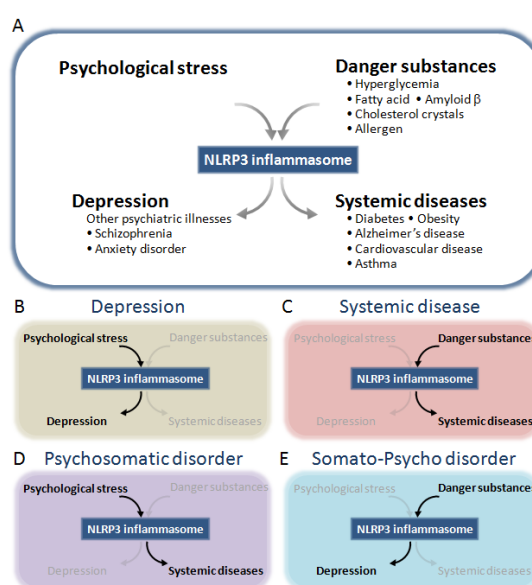 A
Psychological stress
Danger substances
• Hyperglycemia
• Fatty acid • Amyloid β
• Cholesterol crystals
• Allergen
NLRP3 inflammasome
Depression
Other psychiatric illnesses
• Schizophrenia
• Anxiety disorder
Systemic diseases
• Diabetes • Obesity
• Alzheimer's disease
• Cardiovascular disease
• Asthma
B Depression
Psychological stress Danger substances
NLRP3 inflammasome
Depression Systemic diseases
C Systemic disease
Psychological stress Danger substances
NLRP3 inflammasome
Depression Systemic diseases
D Psychosomatic disorder
Psychological stress Danger substances
NLRP3 inflammasome
Depression Systemic diseases
E Somato-Psycho disorder
Psychological stress Danger substances
NLRP3 inflammasome
Depression Systemic diseases